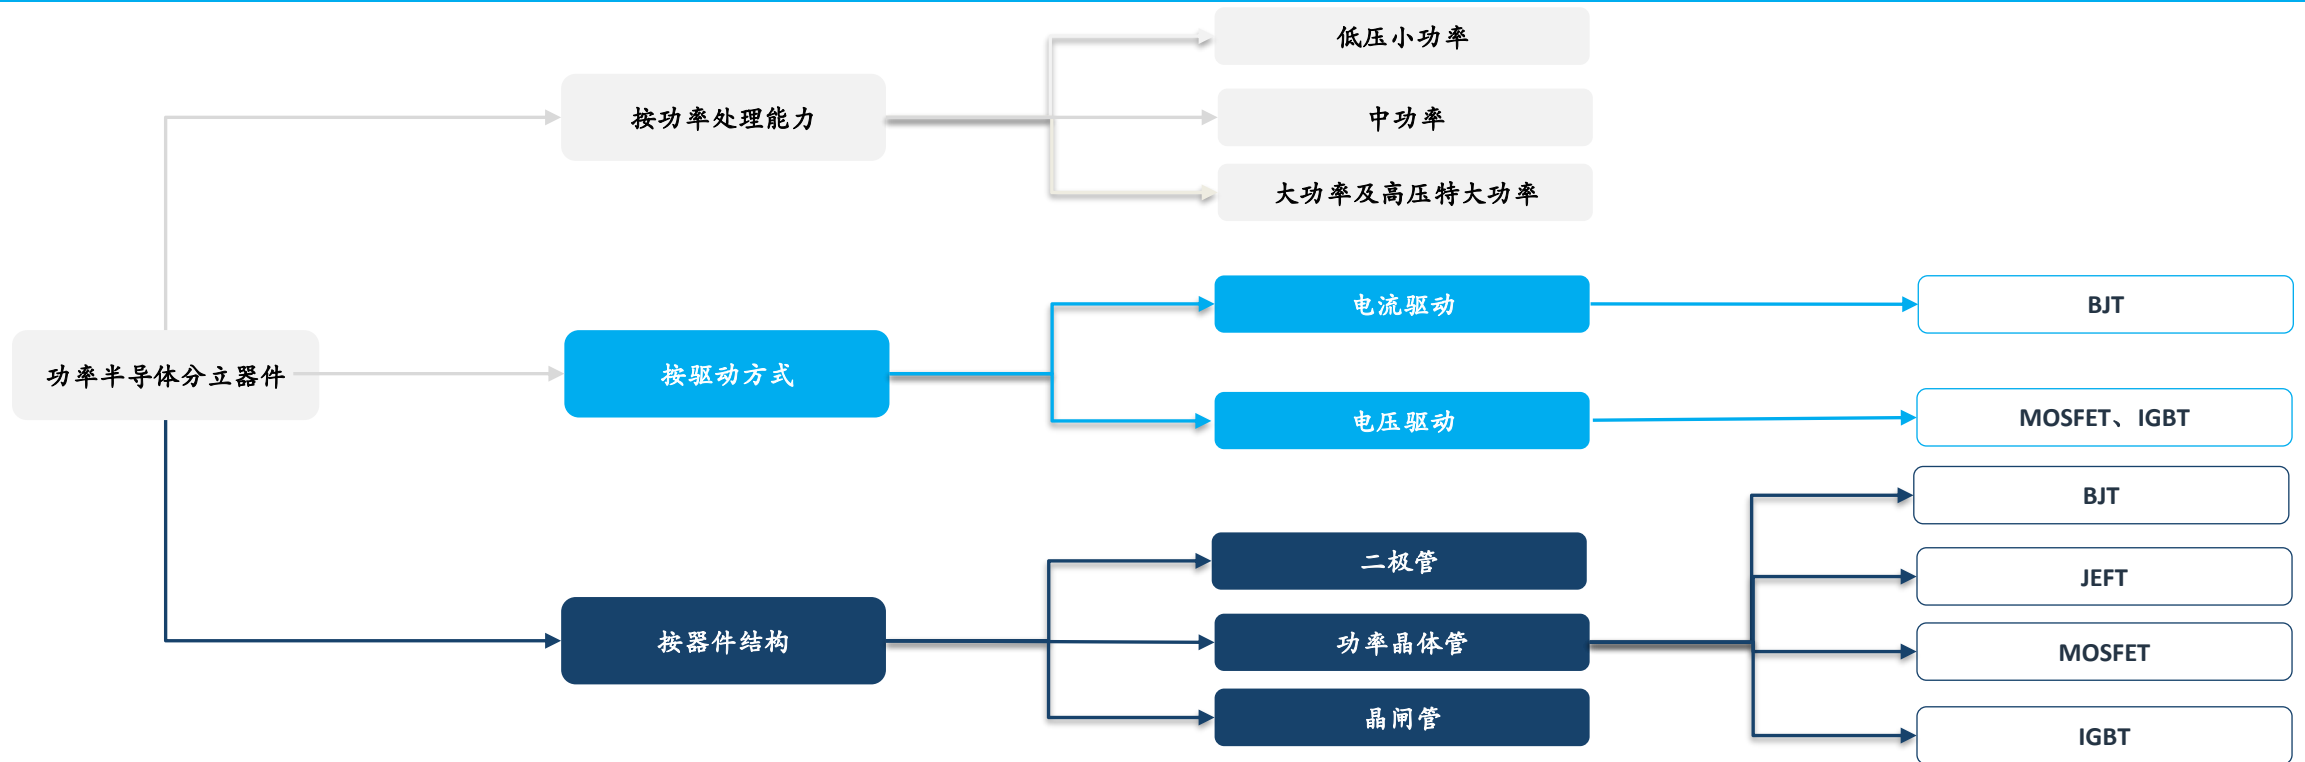 低压小功率
按功率处理能力
中功率
大功率及高压特大功率
功率半导体分立器件
按驱动方式
电流驱动
BJT
电压驱动
MOSFET、IGBT
按器件结构
二极管
功率晶体管
晶闸管
BJT
JEFT
MOSFET
IGBT